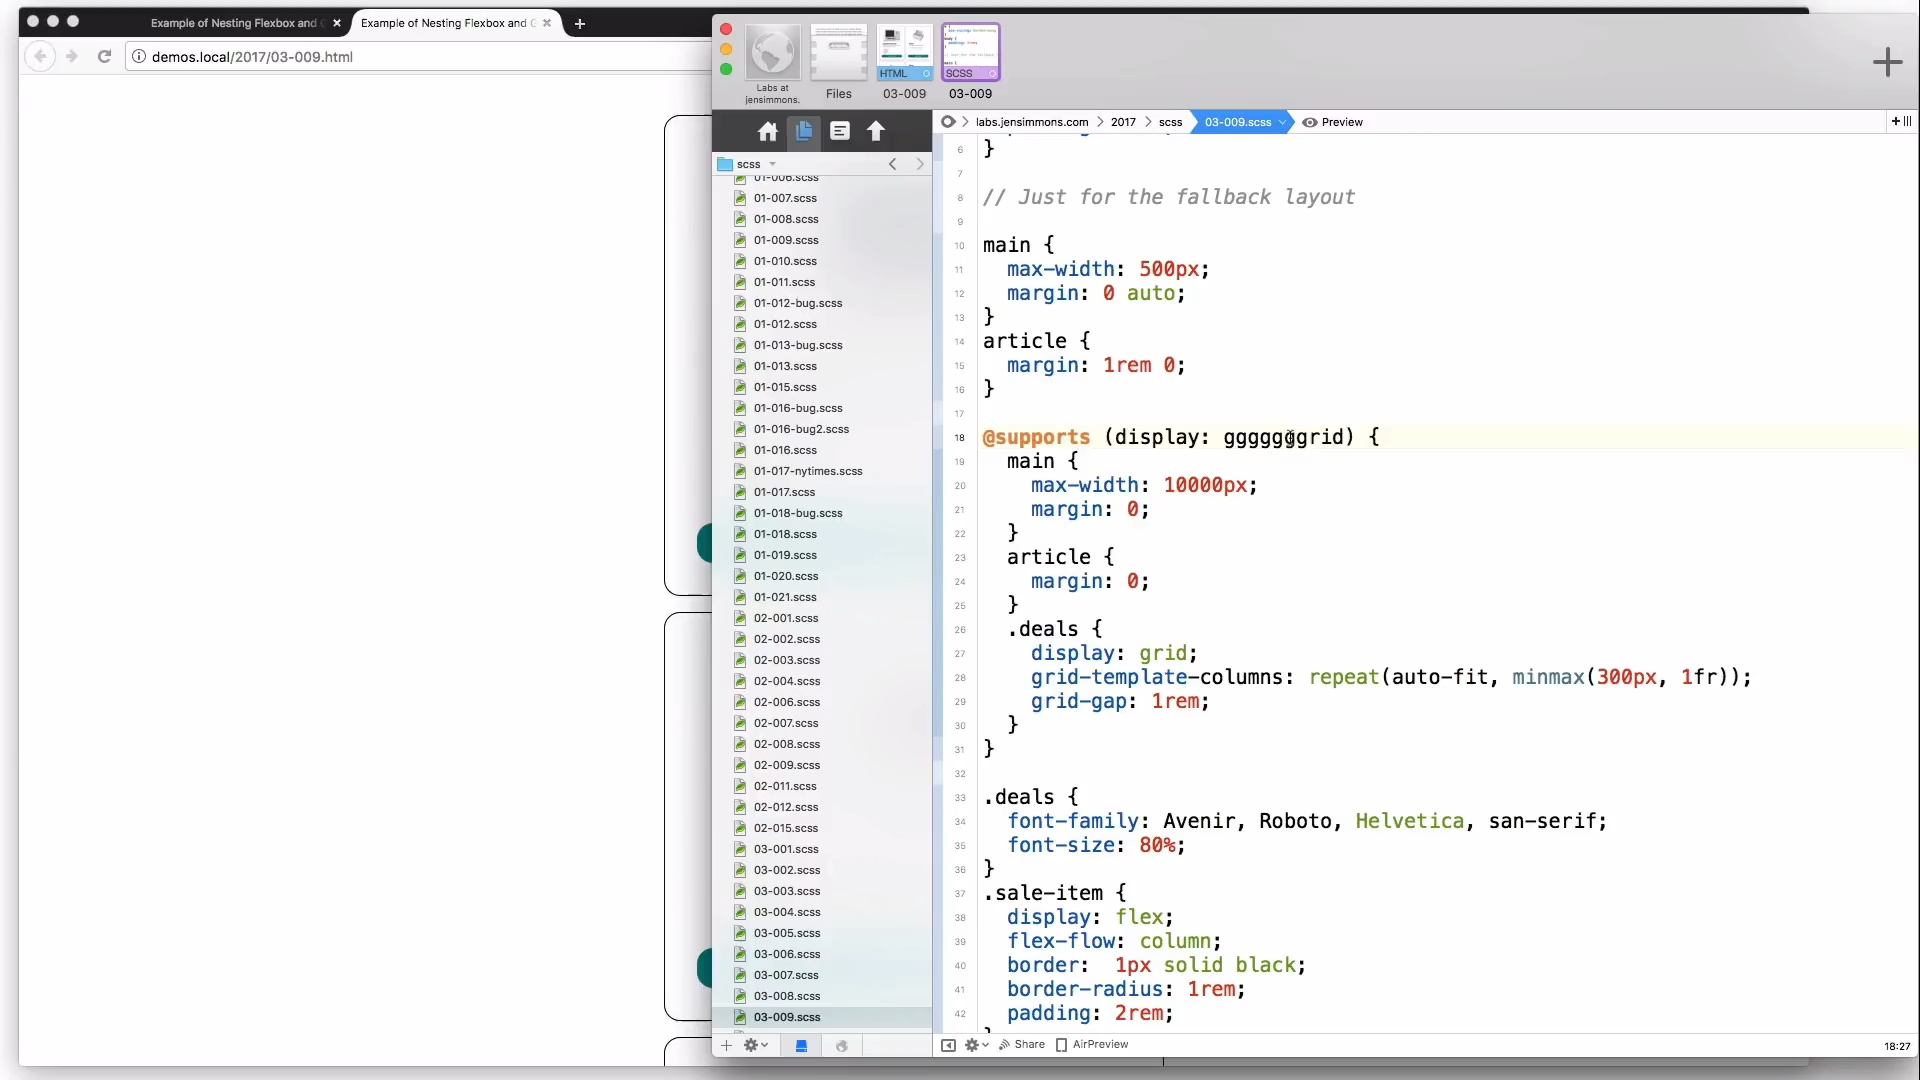 Example of Nesting Flexbox and
Example of Nesting Flexbox and G
demos.local/2017/03-009.html
Labs at
jensimmons.
Files
HTML
03-009
SCSS
03-009
labs.jensimmons.com
2017
scss
03-009.scss
Preview
scss
01-006.scss
01-007.scss
01-008.scss
01-009.scss
01-010.scss
01-011.scss
01-012-bug.scss
01-012.scss
01-013-bug.scss
01-013.scss
01-015.scss
01-016-bug.scss
01-016-bug2.scss
01-016.scss
01-017-nytimes.scss
01-017.scss
01-018-bug.scss
01-018.scss
01-019.scss
01-020.scss
01-021.scss
02-001.scss
02-002.scss
02-003.scss
02-004.scss
02-006.scss
02-007.scss
02-008.scss
02-009.scss
02-011.scss
02-012.scss
02-015.scss
03-001.scss
03-002.scss
03-003.scss
03-004.scss
03-005.scss
03-006.scss
03-007.scss
03-008.scss
03-009.scss
6 }
7
8 // Just for the fallback layout
9
10 main {
11 max-width: 500px;
12 margin: 0 auto;
13 }
14 article {
15 margin: 1rem 0;
16 }
17
18 @supports (display: gggggggrid) {
19 main {
20 max-width: 10000px;
21 margin: 0;
22 }
23 article {
24 margin: 0;
25 }
26 .deals {
27 display: grid;
28 grid-template-columns: repeat(auto-fit, minmax(300px, 1fr));
29 grid-gap: 1rem;
30 }
31 }
32
33 .deals {
34 font-family: Avenir, Roboto, Helvetica, san-serif;
35 font-size: 80%;
36 }
37 .sale-item {
38 display: flex;
39 flex-flow: column;
40 border: 1px solid black;
41 border-radius: 1rem;
42 padding: 2rem;
Share
AirPreview
18:27